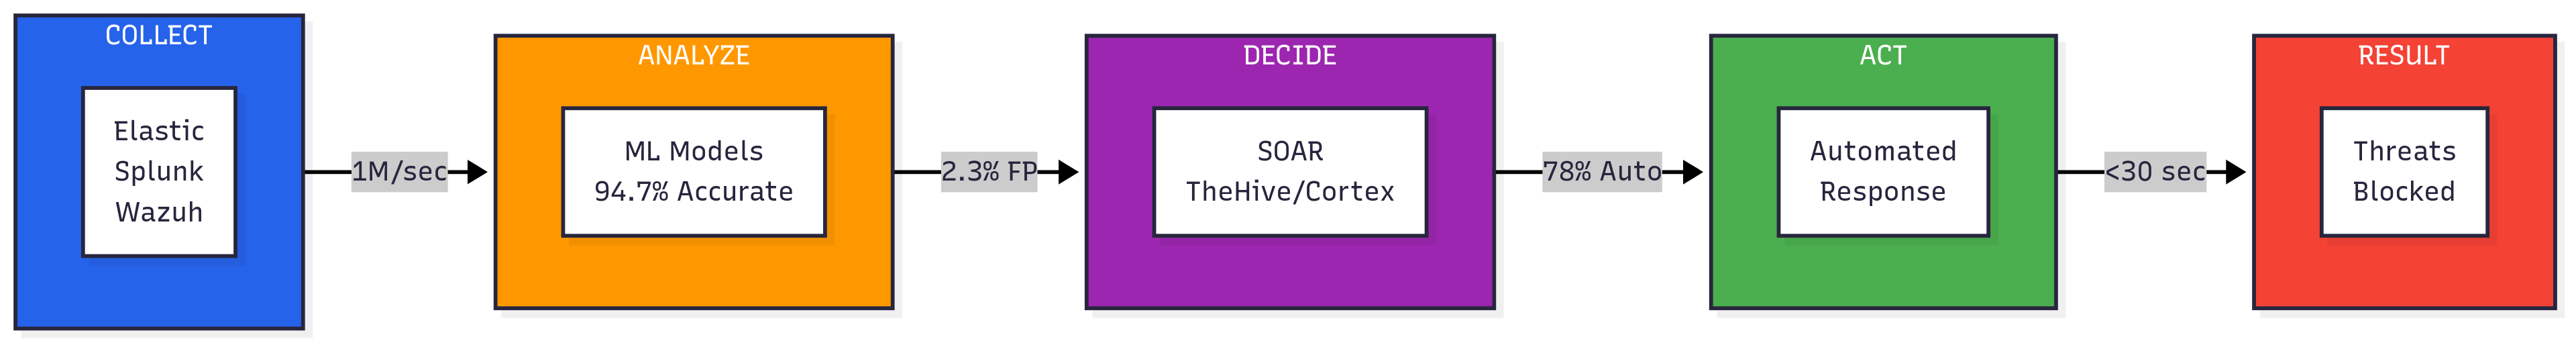 COLLECT
Elastic
Splunk
Wazuh
1M/sec
ANALYZE
ML Models
94.7% Accurate
2.3% FP
DECIDE
SOAR
TheHive/Cortex
78% Auto
ACT
Automated
Response
<30 sec
RESULT
Threats
Blocked